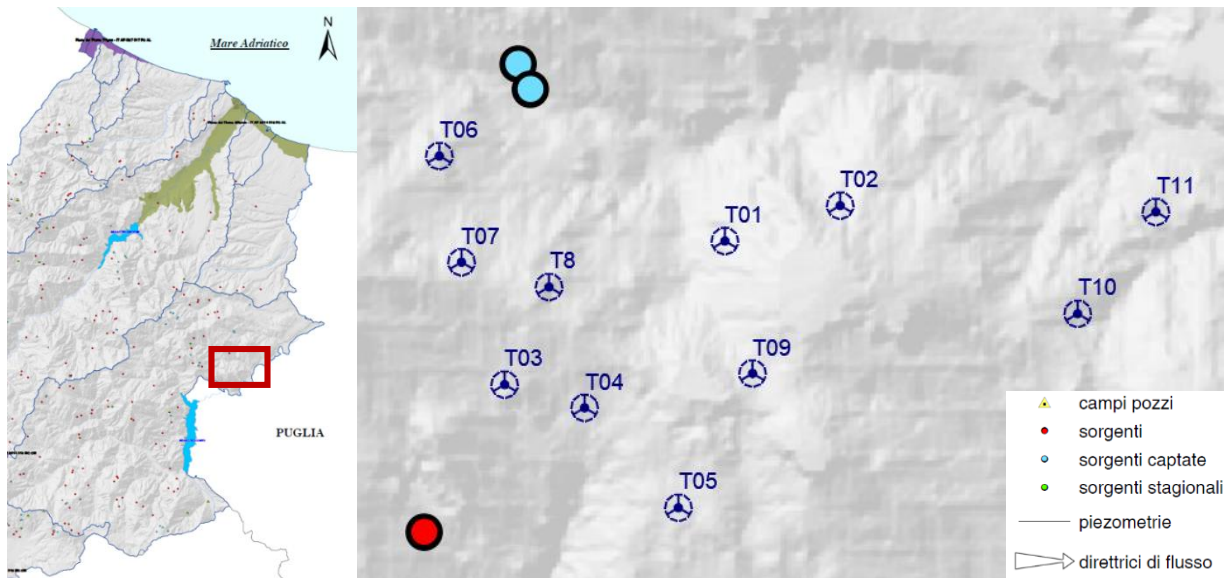 Mare Adriatico
N
PUGLIA
T06
T02
T11
T01
T07
T8
T10
T03
T09
T04
T05
campi pozzi
sorgenti
sorgenti captate
sorgenti stagionali
piezometrie
direttrici di flusso